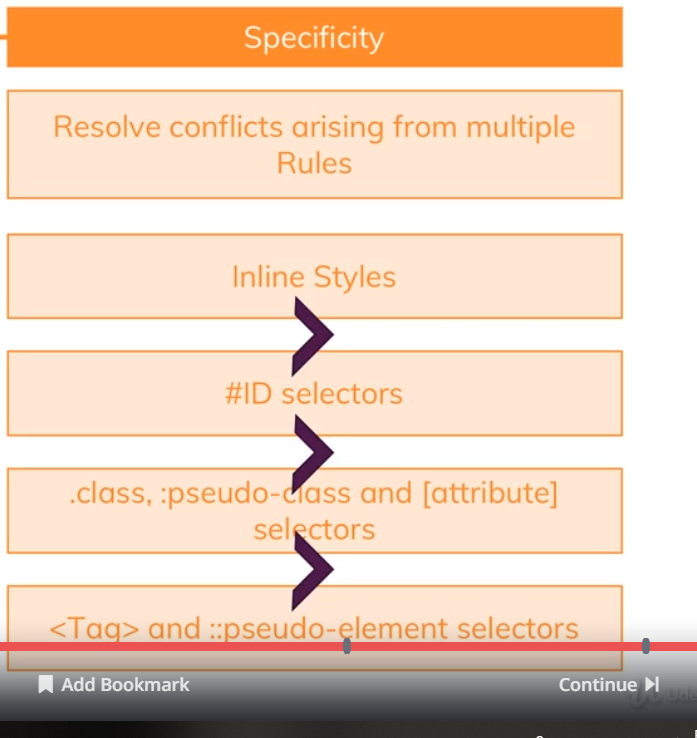 Specificity
Resolve conflicts arising from multiple
Rules
Inline Styles
#ID selectors
.class, :pseudo-class and [attribute]
selectors
<Tag> and ::pseudo-element selectors
Add Bookmark
Continue